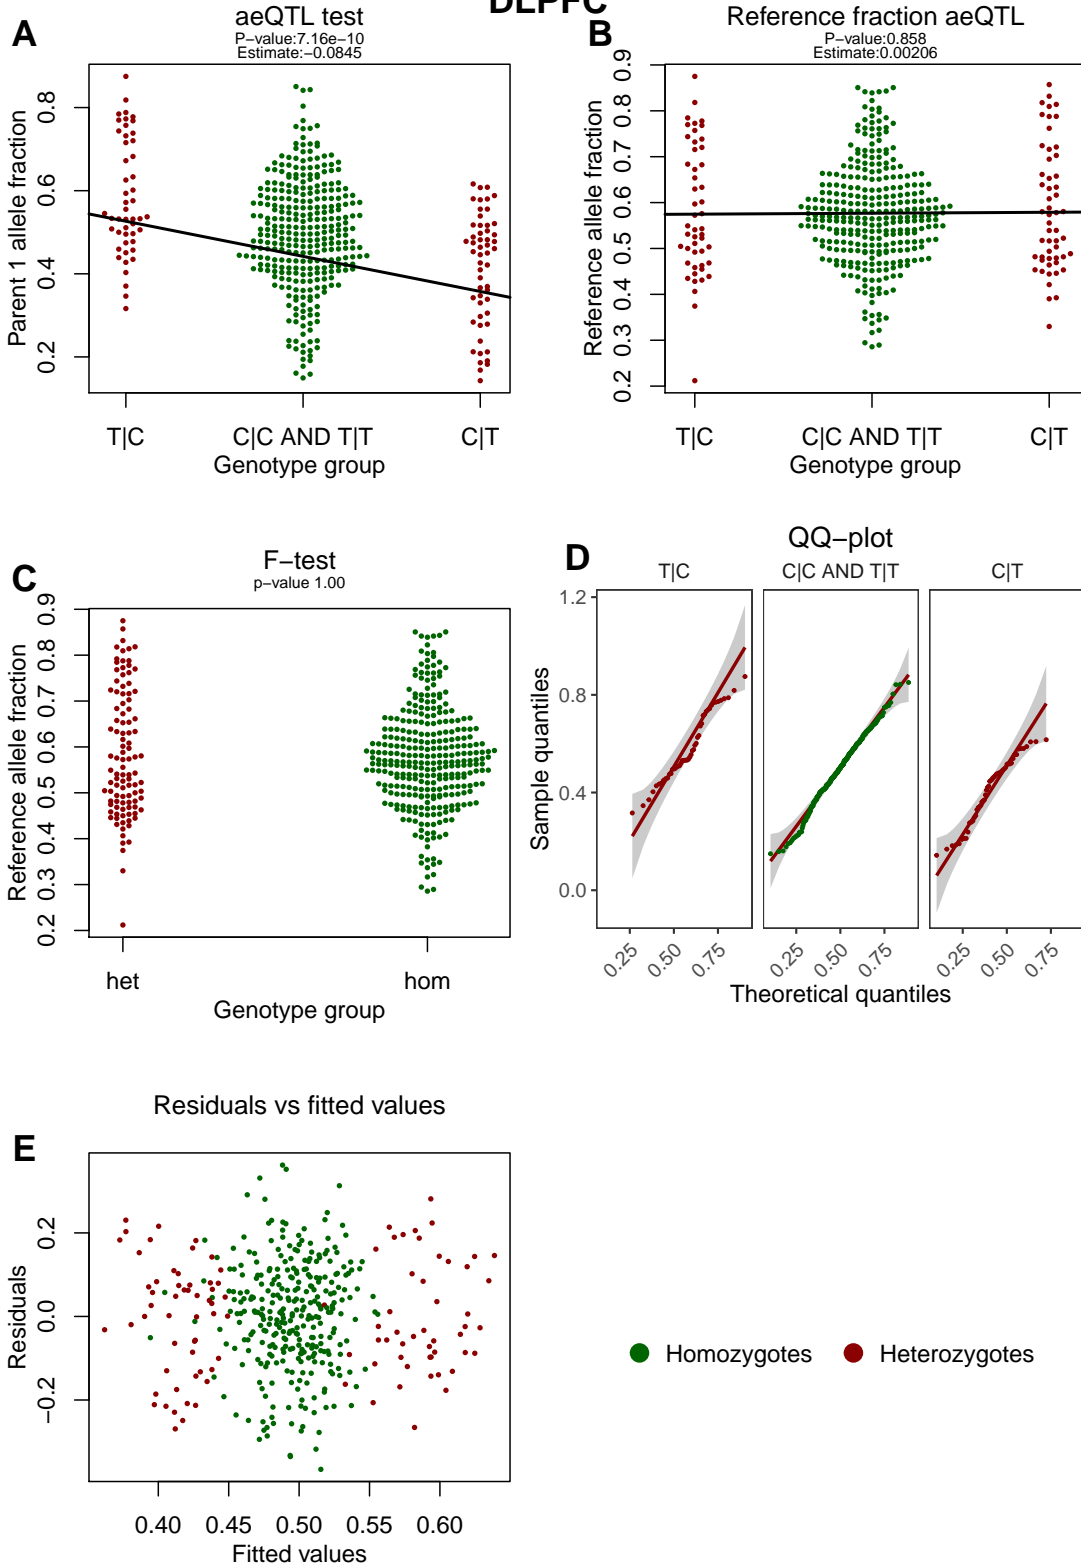 DLPFC
A
aeQTL test
P−value:7.16e−10
Estimate:−0.0845
Parent 1 allele fraction
0.8
0.6
0.4
0.2
T|C
C|C AND T|T
C|T
Genotype group
B
Reference fraction aeQTL
P−value:0.858
Estimate:0.00206
Reference allele fraction
0.9
0.8
0.7
0.6
0.5
0.4
0.3
0.2
T|C
C|C AND T|T
C|T
Genotype group
C
F−test
p−value 1.00
Reference allele fraction
0.9
0.8
0.7
0.6
0.5
0.4
0.3
0.2
het
hom
Genotype group
D
QQ−plot
T|C
C|C AND T|T
C|T
Sample quantiles
1.2
0.8
0.4
0.0
0.25
0.50
0.75
0.25
0.50
0.75
0.25
0.50
0.75
Theoretical quantiles
E
Residuals vs fitted values
Residuals
0.2
0.0
−0.2
0.40
0.45
0.50
0.55
0.60
Fitted values
Homozygotes
Heterozygotes